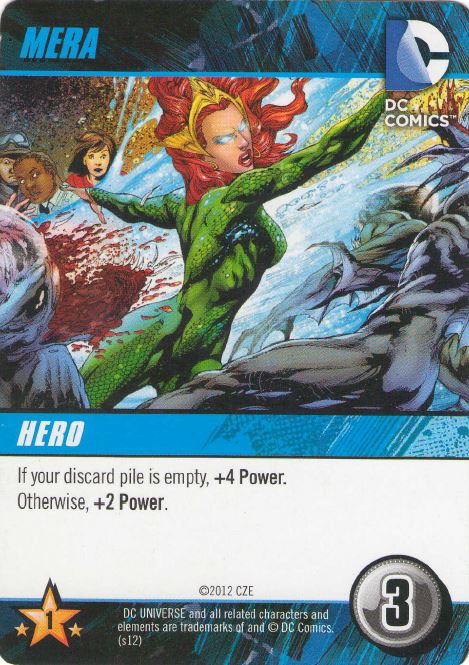 MERA
DC
COMICS™
HERO
If your discard pile is empty, +4 Power.
Otherwise, +2 Power.
©2012 CZE
1
DC UNIVERSE and all related characters and
elements are trademarks of and © DC Comics.
(s12)
3